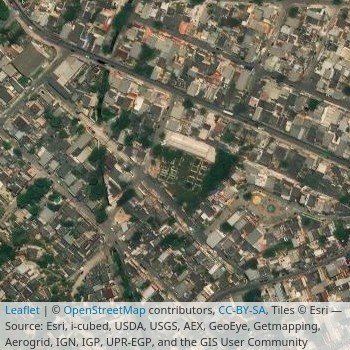 Leaflet | © OpenStreetMap contributors, CC-BY-SA, Tiles © Esri —
Source: Esri, i-cubed, USDA, USGS, AEX, GeoEye, Getmapping,
Aerogrid, IGN, IGP, UPR-EGP, and the GIS User Community